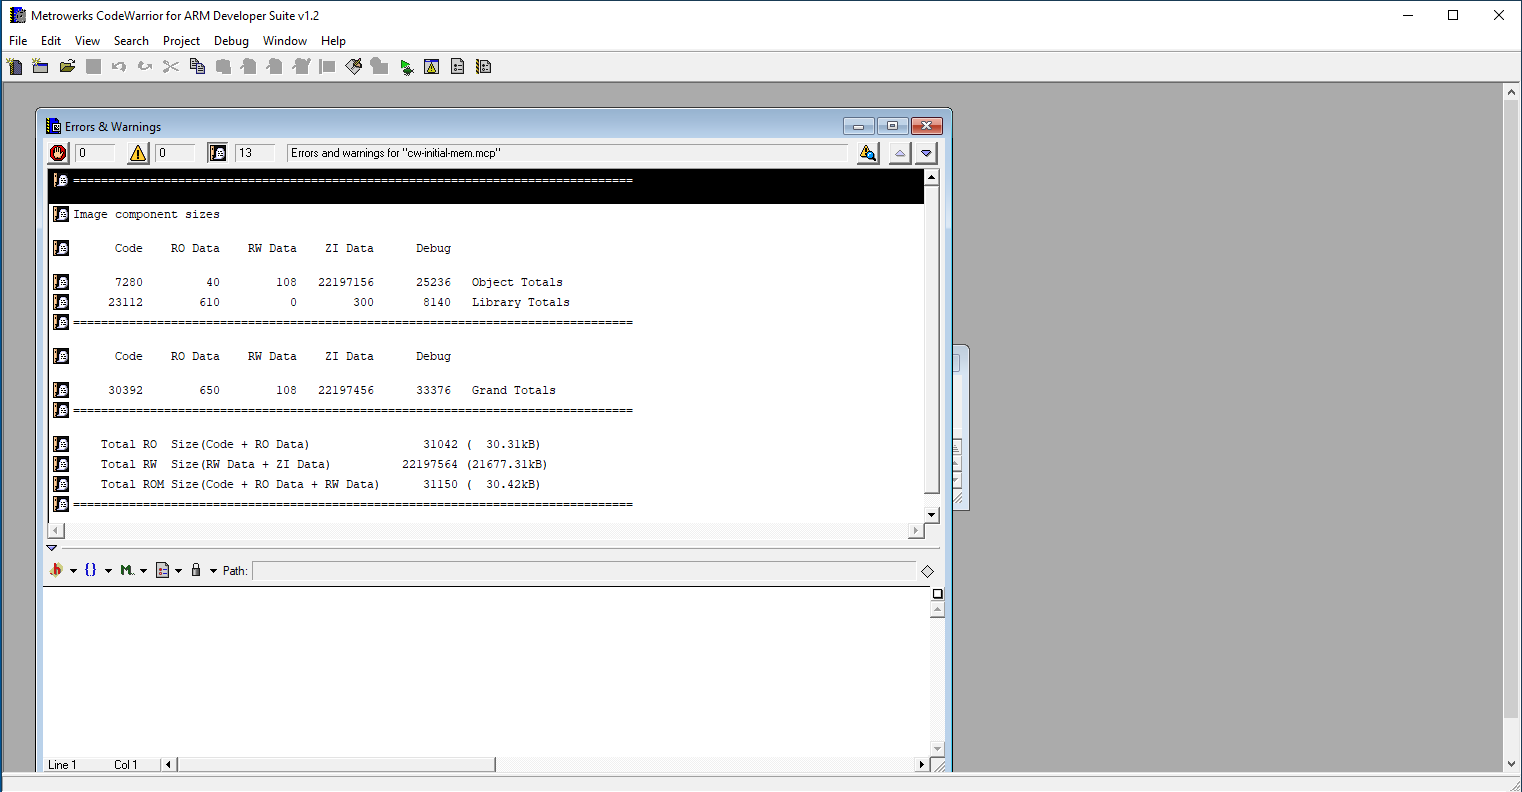 Metrowerks CodeWarrior for ARM Developer Suite v1.2
File Edit View Search Project Debug Window Help
Errors & Warnings
0 0 13 Errors and warnings for "cw-initial-mem.mcp"
================================================================================
Image component sizes
Code RO Data RW Data ZI Data Debug
7280 40 108 22197156 25236 Object Totals
23112 610 0 300 8140 Library Totals
================================================================================
Code RO Data RW Data ZI Data Debug
30392 650 108 22197456 33376 Grand Totals
================================================================================
Total RO Size(Code + RO Data) 31042 ( 30.31kB)
Total RW Size(RW Data + ZI Data) 22197564 (21677.31kB)
Total ROM Size(Code + RO Data + RW Data) 31150 ( 30.42kB)
================================================================================
h {} M.. Path:
Line 1 Col 1